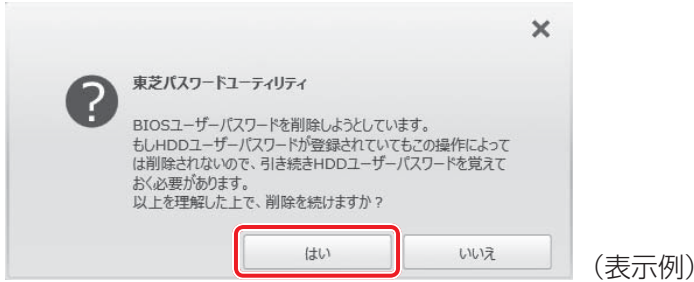 東芝パスワードユーティリティ
BIOSユーザーパスワードを削除しようとしています。
もしHDDユーザーパスワードが登録されていてもこの操作によって
は削除されないので、引き続きHDDユーザーパスワードを覚えて
おく必要があります。
以上を理解した上で、削除を続けますか？
はい いいえ
（表示例）